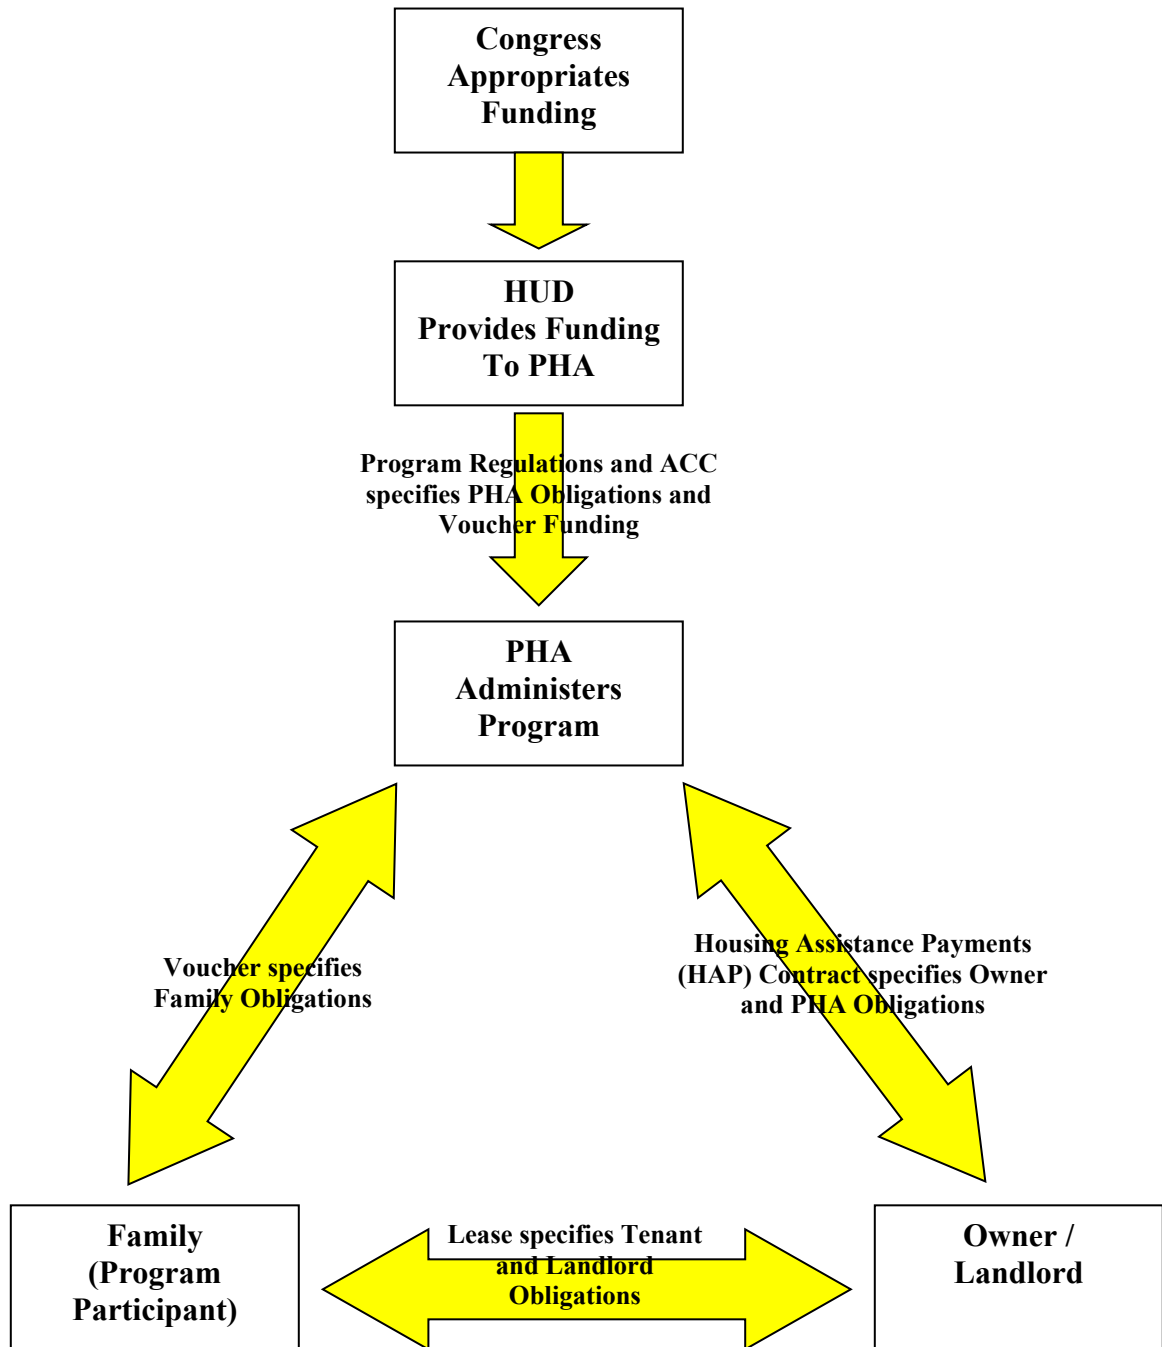 Congress
Appropriates
Funding
HUD
Provides Funding
To PHA
Program Regulations and ACC
specifies PHA Obligations and
Voucher Funding
PHA
Administers
Program
Voucher specifies
Family Obligations
Housing Assistance Payments
(HAP) Contract specifies Owner
and PHA Obligations
Family
(Program
Participant)
Lease specifies Tenant
and Landlord
Obligations
Owner /
Landlord